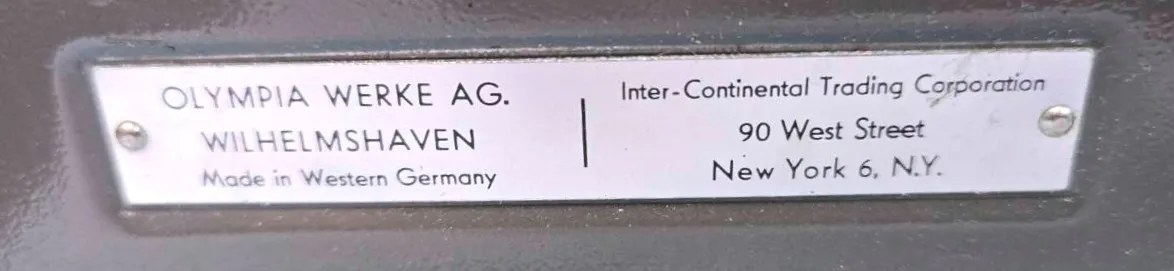 OLYMPIA WERKE AG.
WILHELMSHAVEN
Made in Western Germany
Inter-Continental Trading Corporation
90 West Street
New York 6, N.Y.